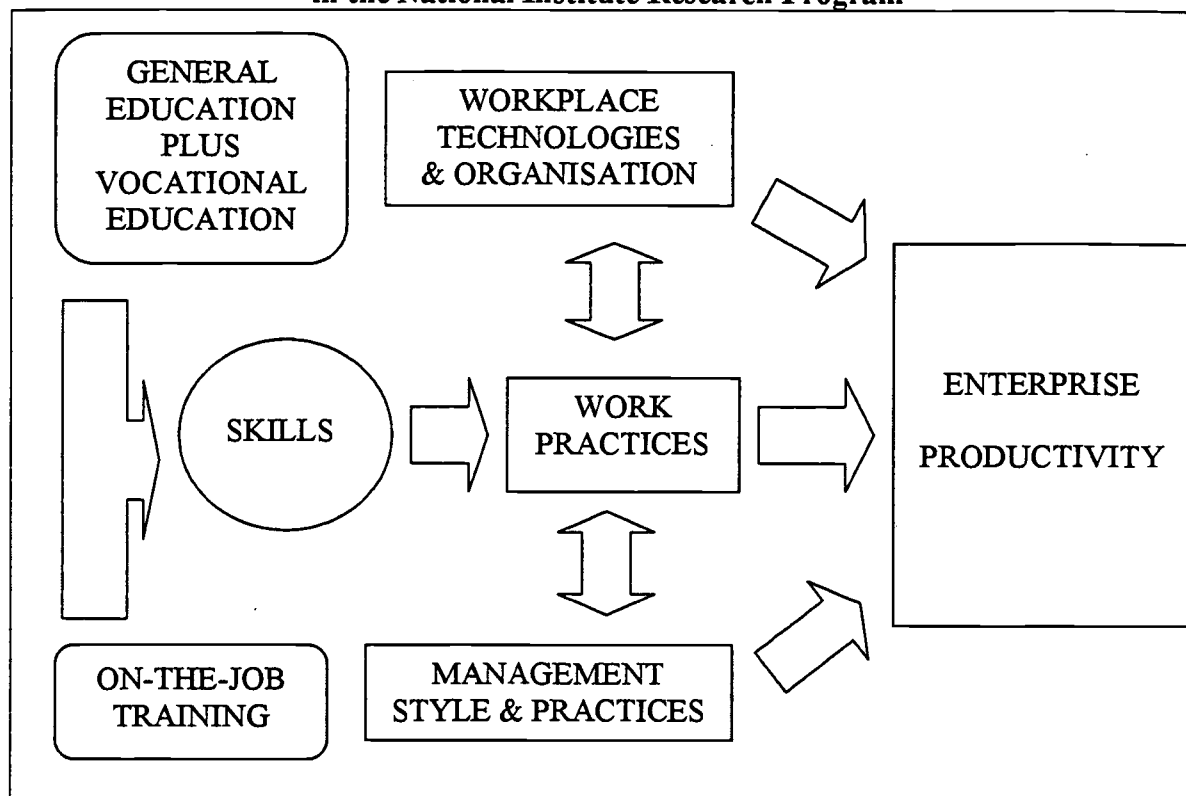 in the National Institute Research Program
GENERAL
EDUCATION
PLUS
VOCATIONAL
EDUCATION
WORKPLACE
TECHNOLOGIES
& ORGANISATION
SKILLS
WORK
PRACTICES
ENTERPRISE
PRODUCTIVITY
ON-THE-JOB
TRAINING
MANAGEMENT
STYLE & PRACTICES